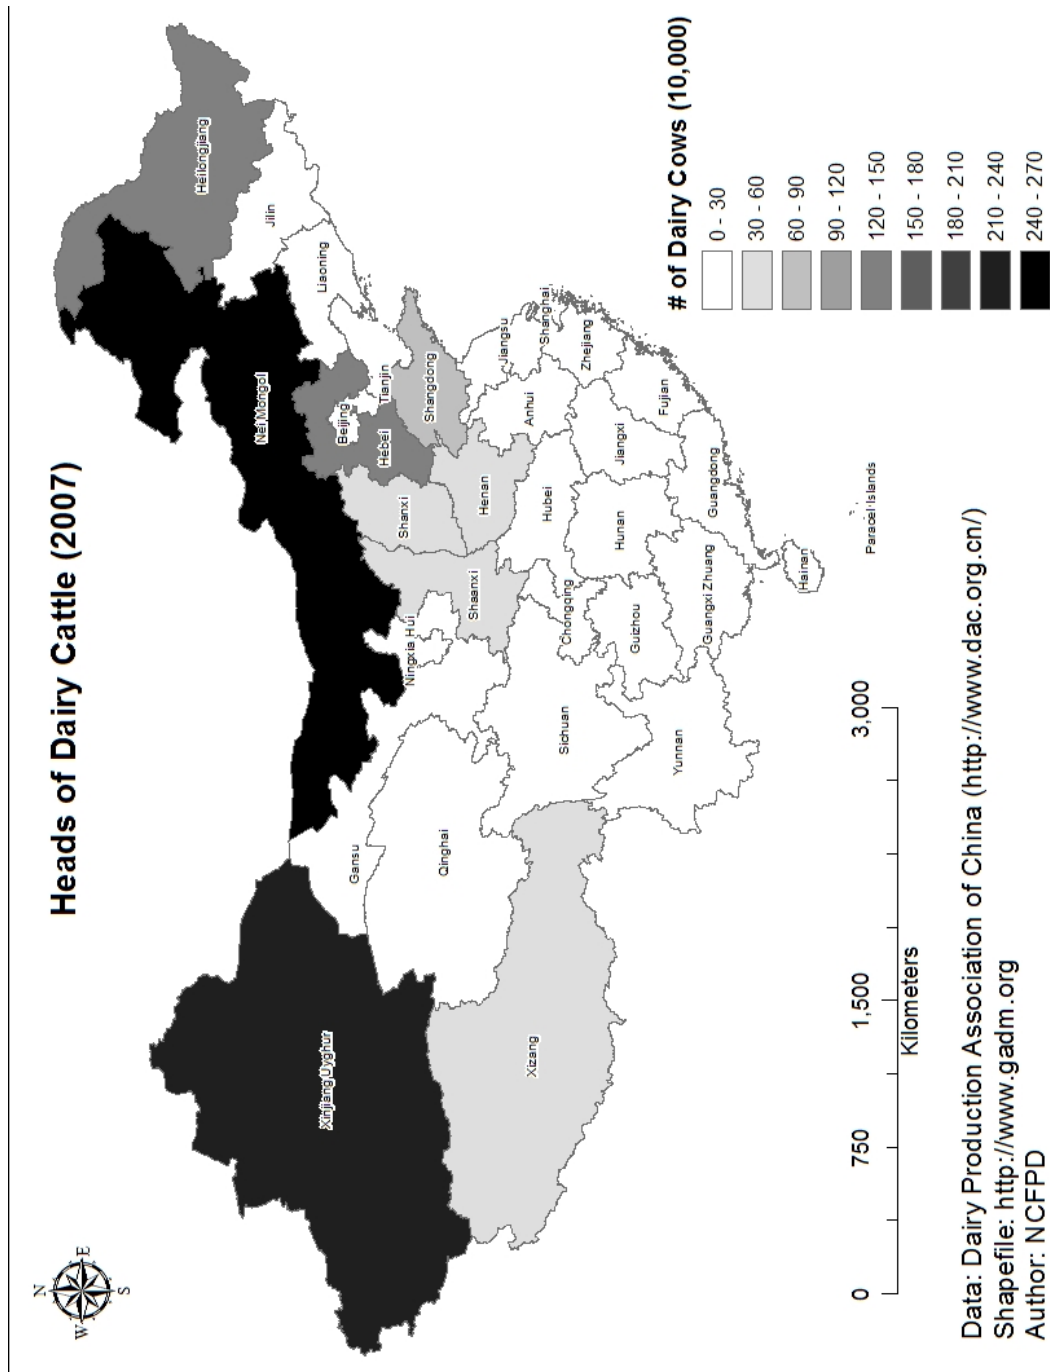 Heads of Dairy Cattle (2007)
N
W
E
S
Heilongjiang
Jilin
Liaoning
Nei Mongol
Beijing
Tianjin
Hebei
Shangdong
Shanxi
Henan
Shaanxi
Ningxia Hui
Jiangsu
Shanghai
Anhui
Zhejiang
Hubei
Chongqing
Sichuan
Jiangxi
Hunan
Guizhou
Fujian
Guangdong
Guangxi Zhuang
Yunnan
Hainan
Paracel Islands
Xinjiang Uyghur
Gansu
Qinghai
Xizang
# of Dairy Cows (10,000)
0 - 30
30 - 60
60 - 90
90 - 120
120 - 150
150 - 180
180 - 210
210 - 240
240 - 270
0 750 1,500 3,000
Kilometers
Data: Dairy Production Association of China (http://www.dac.org.cn/)
Shapefile: http://www.gadm.org
Author: NCFPD